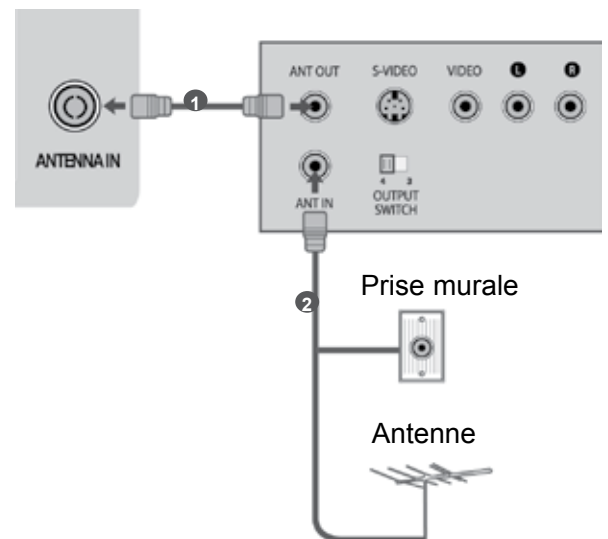 ANT OUT S-VIDEO VIDEO L R
1
ANTENNA IN
ANT IN
4 3
OUTPUT
SWITCH
2
Prise murale
Antenne